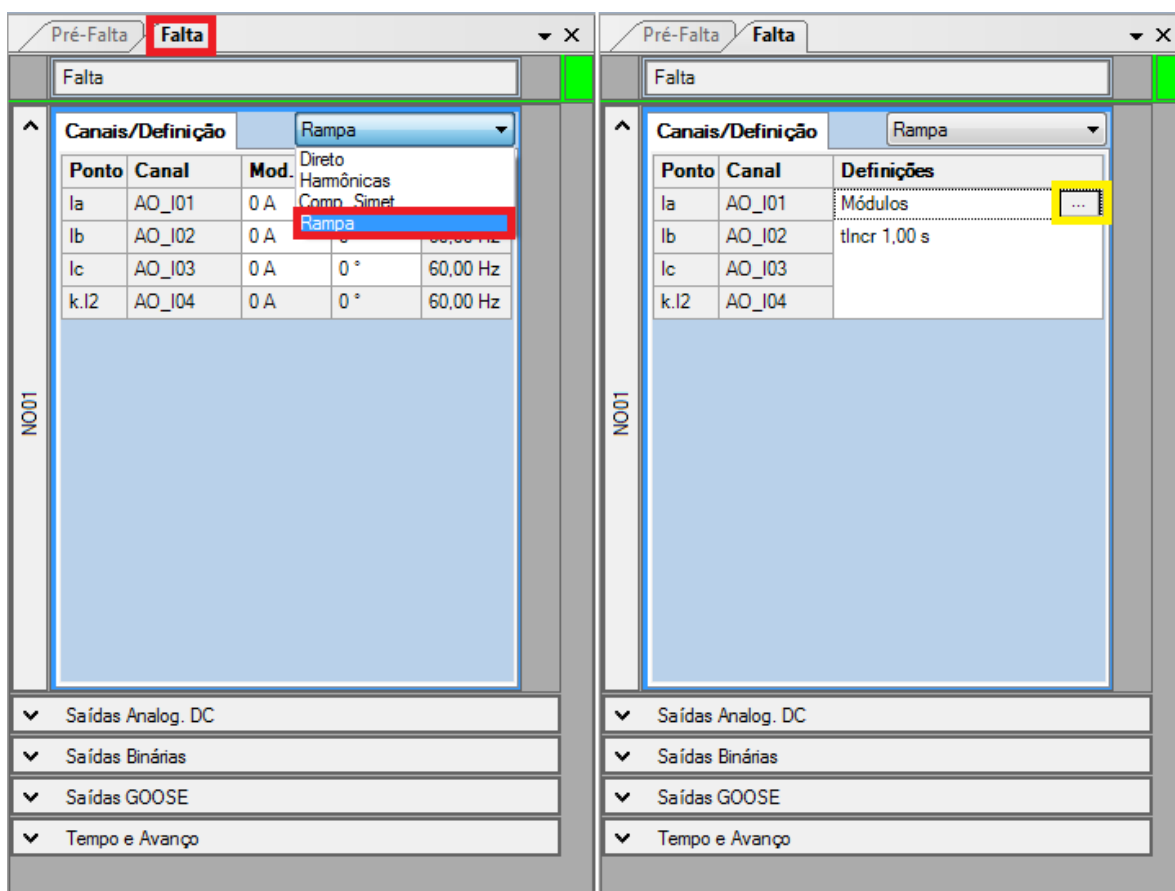 Pré-Falta Falta
Falta
Canais/Definição Rampa
Direto
Harmônicas
Comp. Simet
Rampa
Ponto Canal Mod.
Ia AO_I01 0 A
Ib AO_I02 0 A
Ic AO_I03 0 A 0 ° 60,00 Hz
k.I2 AO_I04 0 A 0 ° 60,00 Hz
NO01
Saídas Analog. DC
Saídas Binárias
Saídas GOOSE
Tempo e Avanço
Pré-Falta Falta
Falta
Canais/Definição Rampa
Ponto Canal Definições
Ia AO_I01 Módulos ...
Ib AO_I02 tIncr 1,00 s
Ic AO_I03
k.I2 AO_I04
NO01
Saídas Analog. DC
Saídas Binárias
Saídas GOOSE
Tempo e Avanço